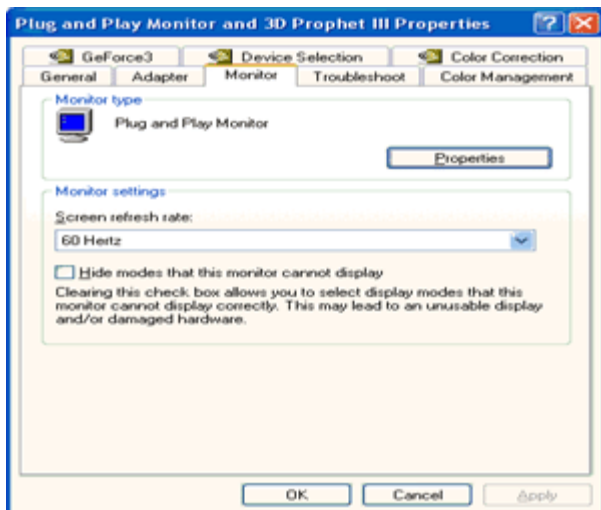 Plug and Play Monitor and 3D Prophet III Properties
GeForce3 Device Selection Color Correction
General Adapter Monitor Troubleshoot Color Management
Monitor type
Plug and Play Monitor
Properties
Monitor settings
Screen refresh rate:
60 Hertz
Hide modes that this monitor cannot display
Clearing this check box allows you to select display modes that this
monitor cannot display correctly. This may lead to an unusable display
and/or damaged hardware.
OK Cancel Apply